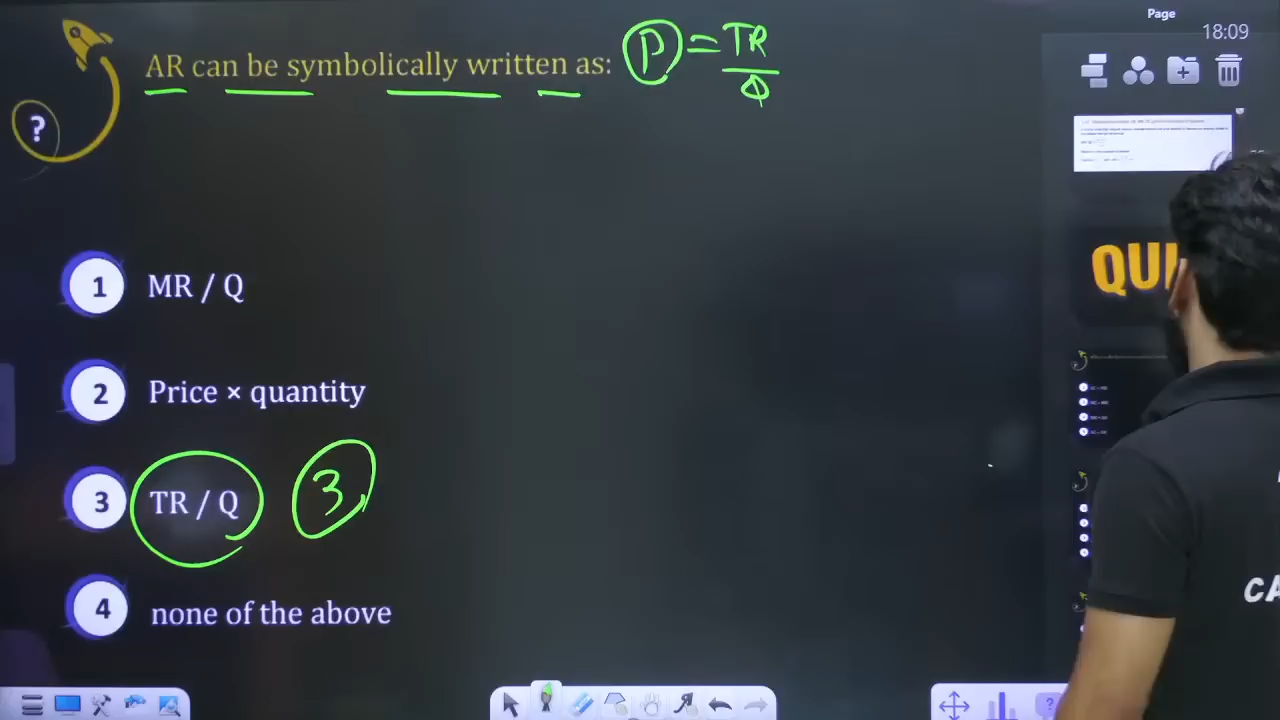 Page
18:09
AR can be symbolically written as: P = TR / Q
?
1 MR / Q
2 Price × quantity
3 TR / Q 3
4 none of the above
QUI
CA
?